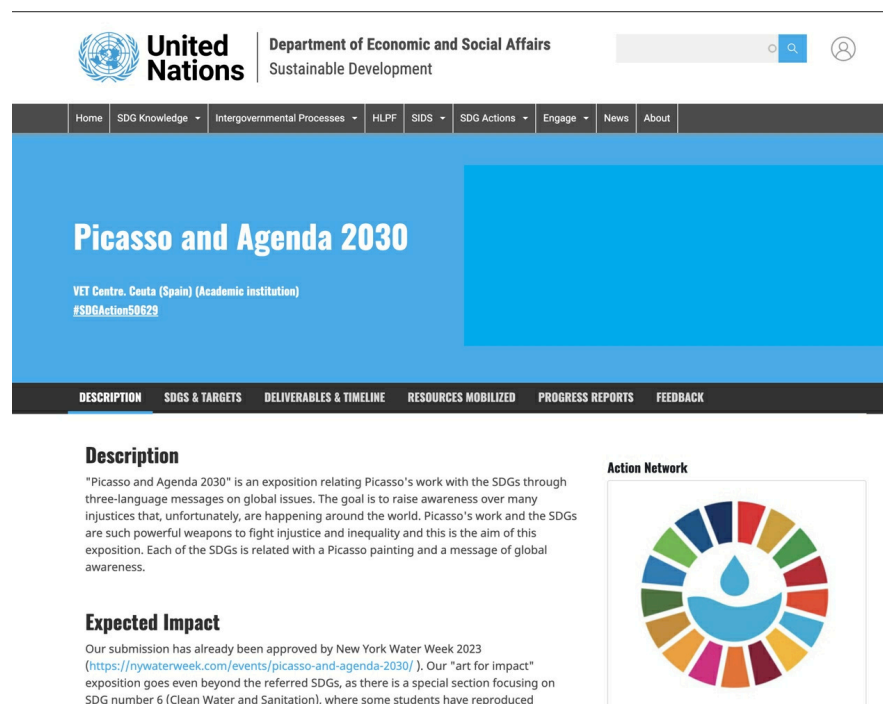 United Nations
Department of Economic and Social Affairs
Sustainable Development
Home SDG Knowledge Intergovernmental Processes HLPF SIDS SDG Actions Engage News About
Picasso and Agenda 2030
VET Centre. Ceuta (Spain) (Academic institution)
#SDGAction50629
DESCRIPTION SDGS & TARGETS DELIVERABLES & TIMELINE RESOURCES MOBILIZED PROGRESS REPORTS FEEDBACK
Description
"Picasso and Agenda 2030" is an exposition relating Picasso's work with the SDGs through
three-language messages on global issues. The goal is to raise awareness over many
injustices that, unfortunately, are happening around the world. Picasso's work and the SDGs
are such powerful weapons to fight injustice and inequality and this is the aim of this
exposition. Each of the SDGs is related with a Picasso painting and a message of global
awareness.
Expected Impact
Our submission has already been approved by New York Water Week 2023
(https://nywaterweek.com/events/picasso-and-agenda-2030/ ). Our "art for impact"
exposition goes even beyond the referred SDGs, as there is a special section focusing on
SDG number 6 (Clean Water and Sanitation), where some students have reproduced
Action Network